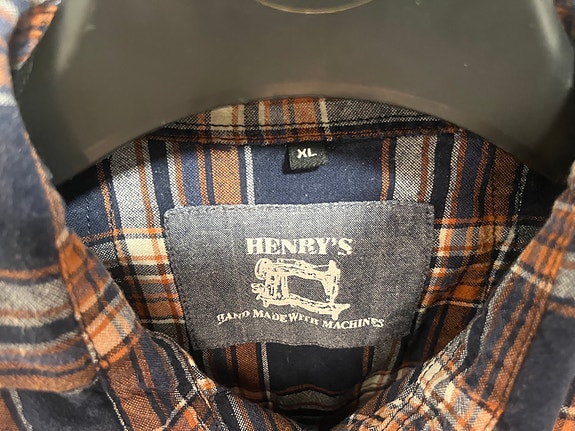 XL
HENRY'S
HAND MADE WITH MACHINES